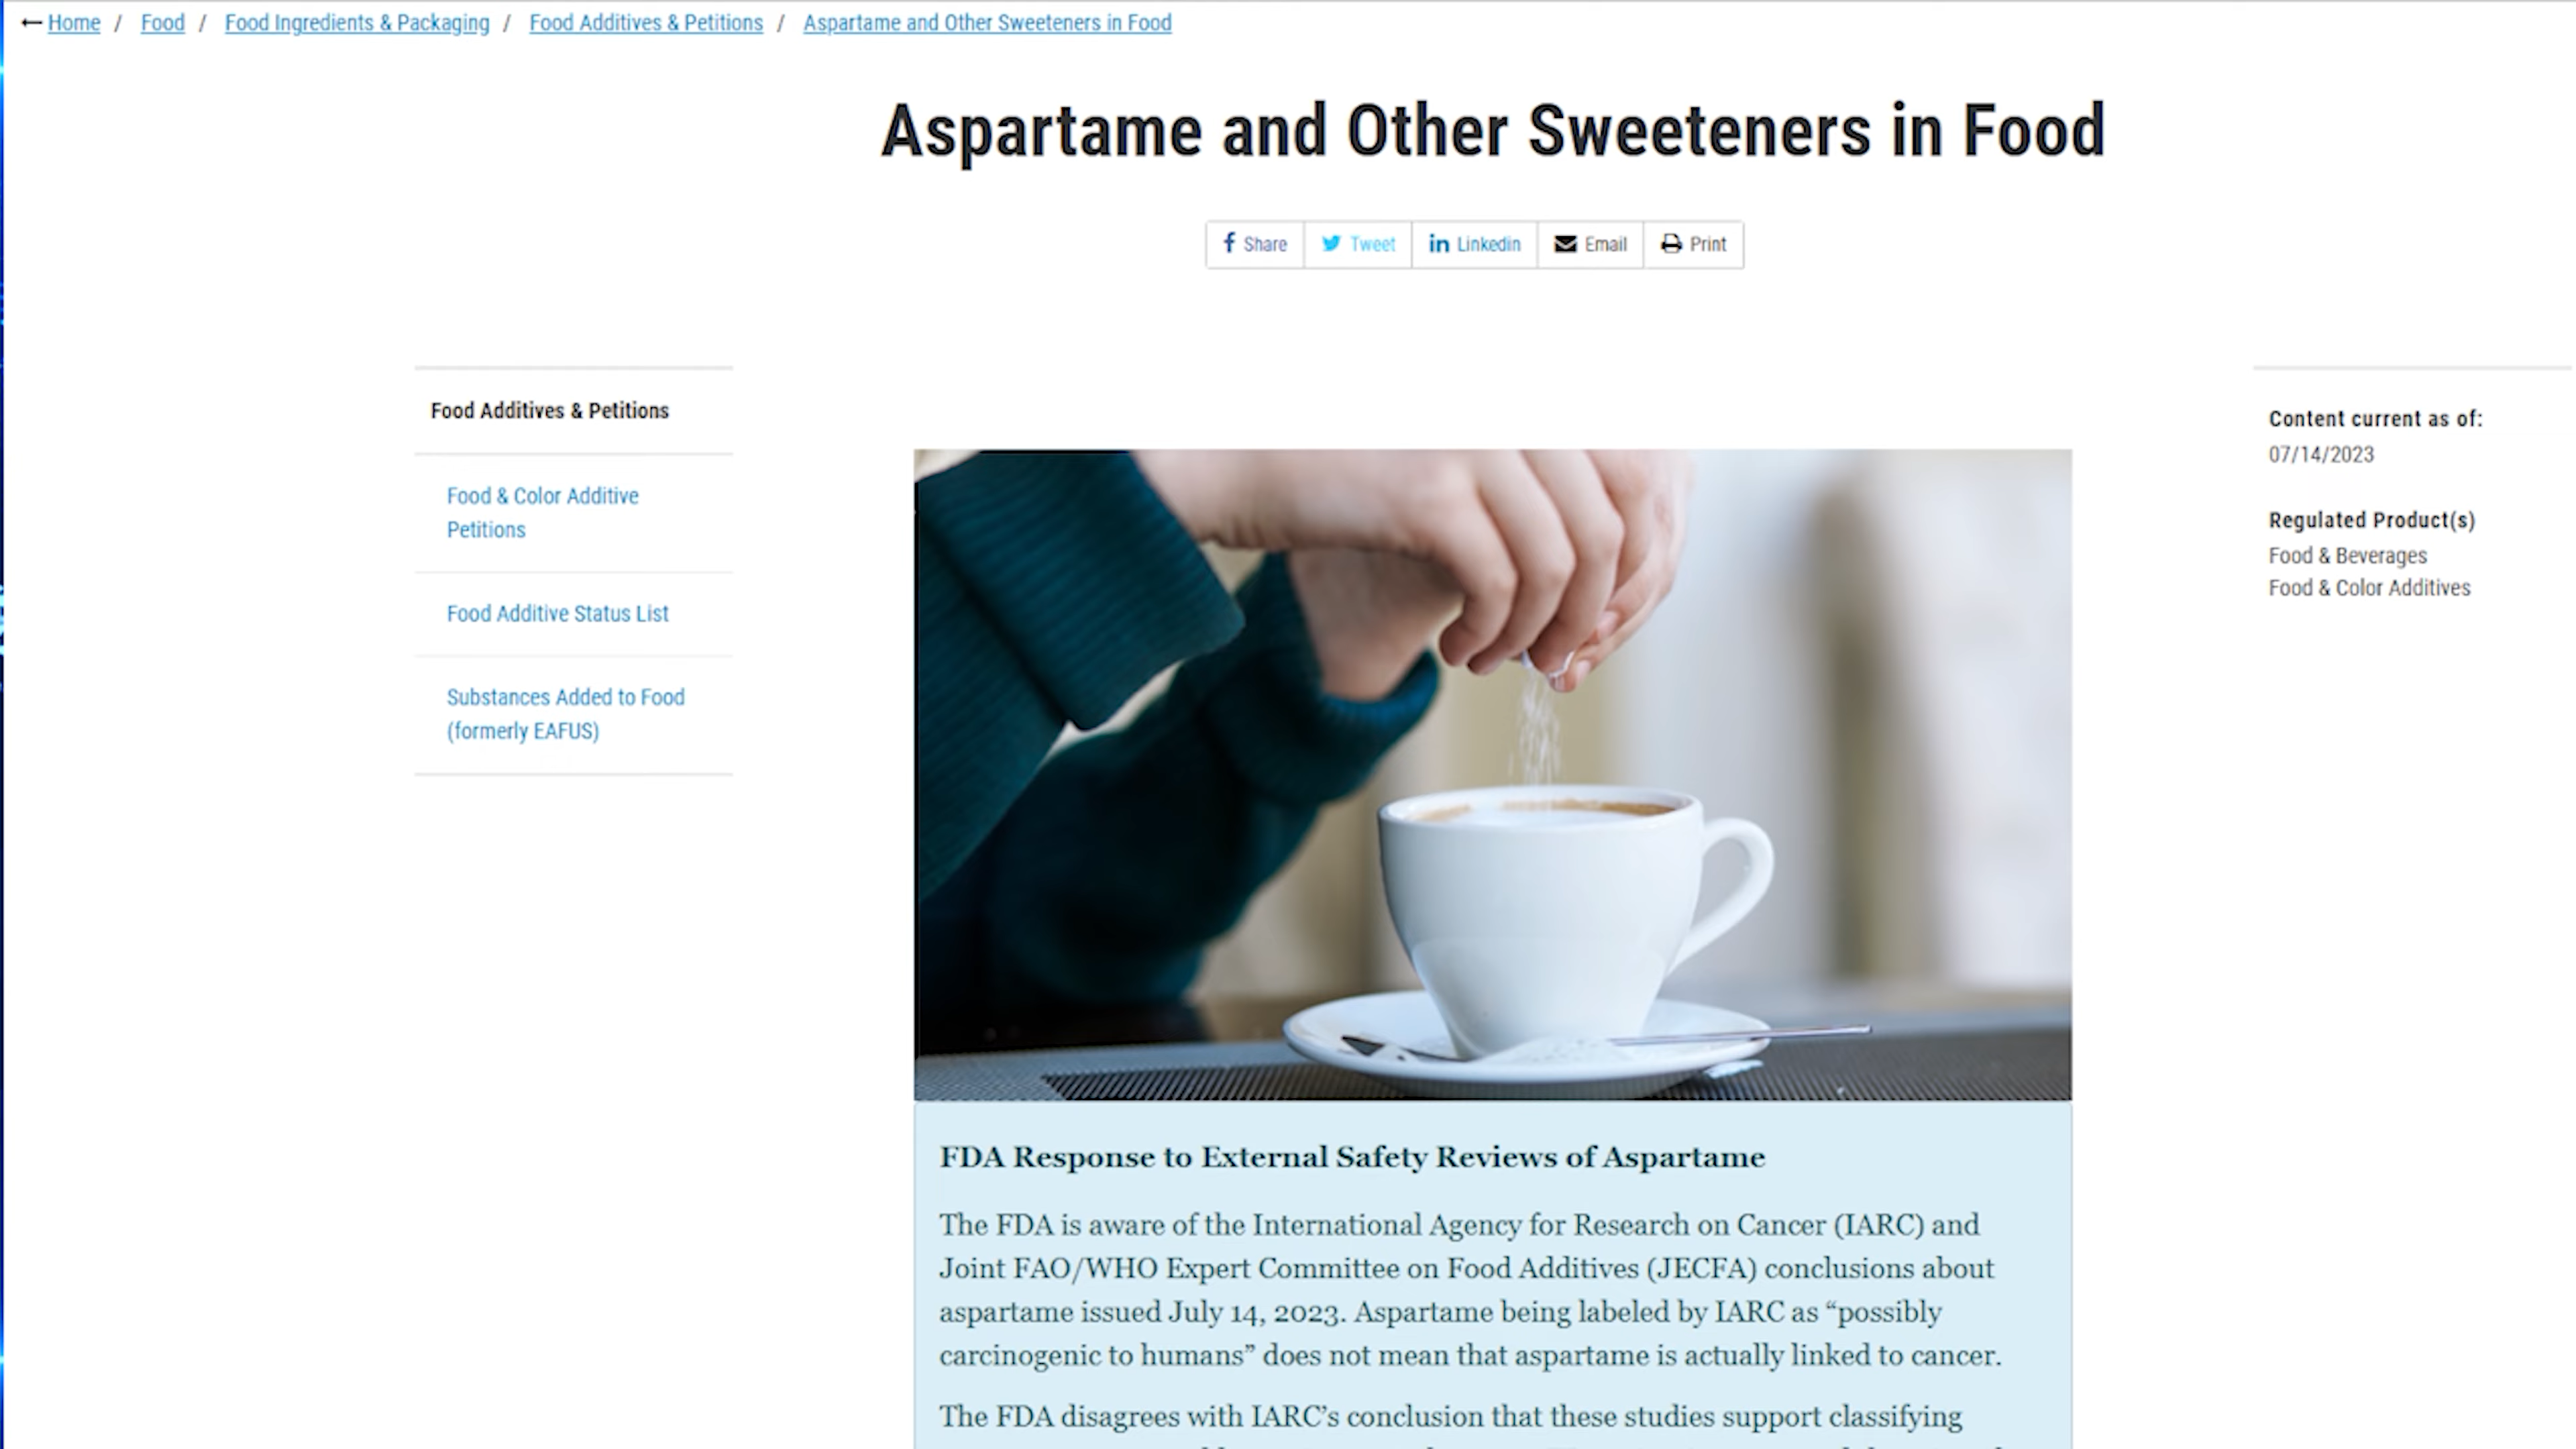 Home / Food / Food Ingredients & Packaging / Food Additives & Petitions / Aspartame and Other Sweeteners in Food
Aspartame and Other Sweeteners in Food
Share Tweet Linkedin Email Print
Food Additives & Petitions
Food & Color Additive
Petitions
Food Additive Status List
Substances Added to Food
(formerly EAFUS)
Content current as of:
07/14/2023
Regulated Product(s)
Food & Beverages
Food & Color Additives
FDA Response to External Safety Reviews of Aspartame
The FDA is aware of the International Agency for Research on Cancer (IARC) and
Joint FAO/WHO Expert Committee on Food Additives (JECFA) conclusions about
aspartame issued July 14, 2023. Aspartame being labeled by IARC as “possibly
carcinogenic to humans” does not mean that aspartame is actually linked to cancer.
The FDA disagrees with IARC’s conclusion that these studies support classifying